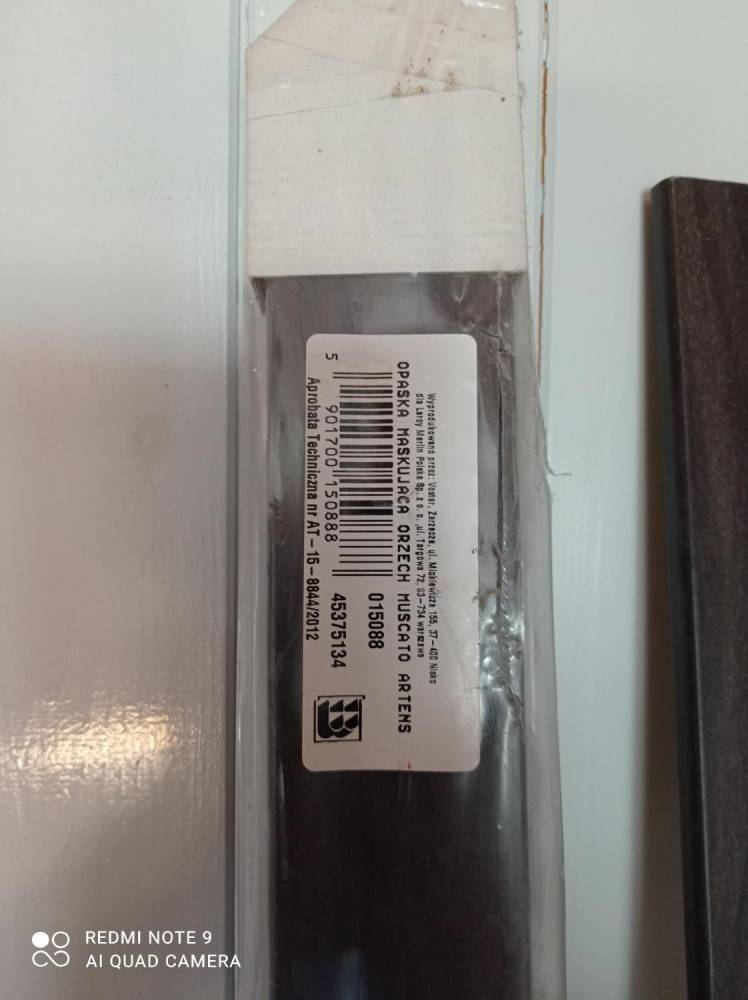 Wyprodukowano przez: Voster, Zarzecze, ul. Mickiewicza 155, 37-400 Nisko
dla Leroy Merlin Polska Sp. z o. o. ,ul. Targowa 72, 03-734 warszawa
OPASKA MASKUJĄCA ORZECH MUSCATO ARTENS
015088
5 901700 150888
45375134
Aprobata Techniczna nr AT-15-8844/2012
B
REDMI NOTE 9
AI QUAD CAMERA